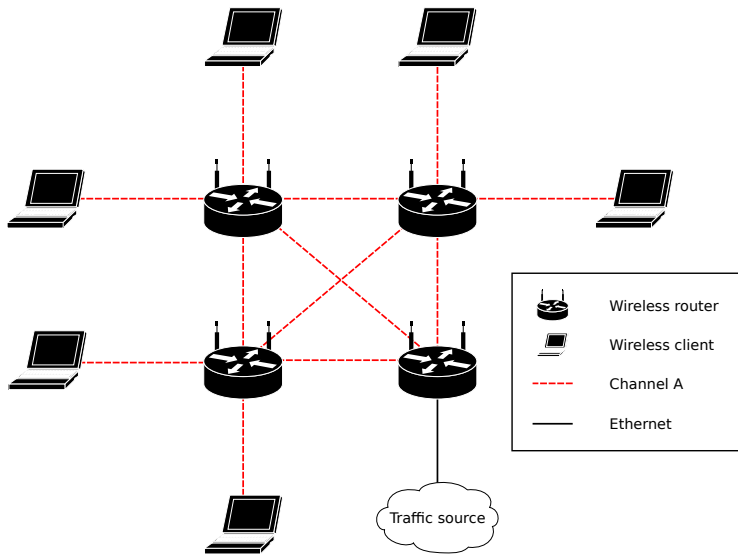 Wireless router
Wireless client
Channel A
Ethernet
Traffic source